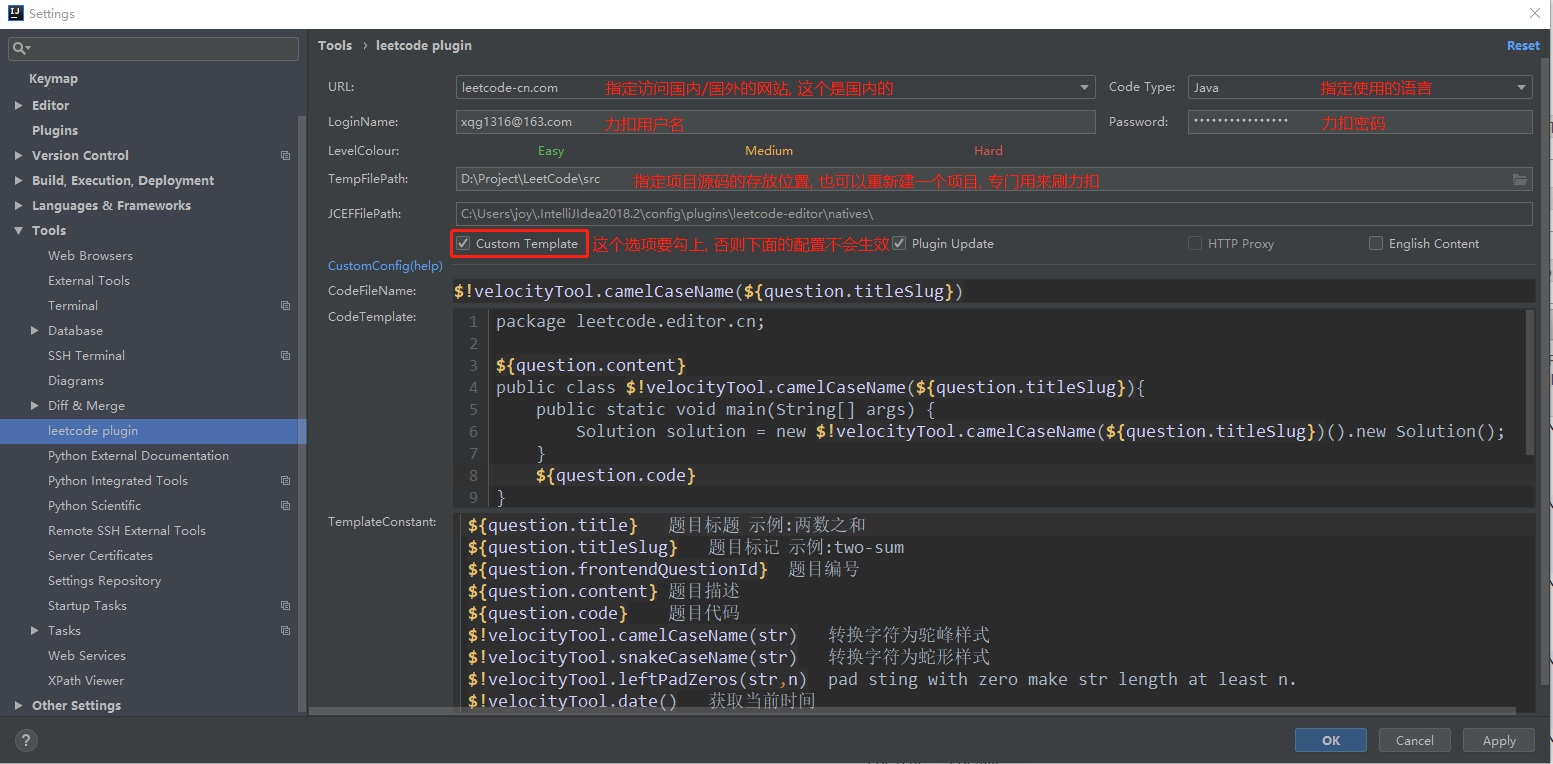 Settings
Keymap
Editor
Plugins
Version Control
Build, Execution, Deployment
Languages & Frameworks
Tools
Web Browsers
External Tools
Terminal
Database
SSH Terminal
Diagrams
Diff & Merge
leetcode plugin
Python External Documentation
Python Integrated Tools
Python Scientific
Remote SSH External Tools
Server Certificates
Settings Repository
Startup Tasks
Tasks
Web Services
XPath Viewer
Other Settings
Tools › leetcode plugin Reset
URL: leetcode-cn.com 指定访问国内/国外的网站, 这个是国内的 Code Type: Java 指定使用的语言
LoginName: xqg1316@163.com 力扣用户名 Password: •••••••••••••••• 力扣密码
LevelColour: Easy Medium Hard
TempFilePath: D:\Project\LeetCode\src 指定项目源码的存放位置, 也可以重新建一个项目, 专门用来刷力扣
JCEFFilePath: C:\Users\joy\.IntelliJIdea2018.2\config\plugins\leetcode-editor\natives\
Custom Template 这个选项要勾上, 否则下面的配置不会生效 Plugin Update HTTP Proxy English Content
CustomConfig(help)
CodeFileName: $!velocityTool.camelCaseName(${question.titleSlug})
CodeTemplate:
1 package leetcode.editor.cn;
2
3 ${question.content}
4 public class $!velocityTool.camelCaseName(${question.titleSlug}){
5 public static void main(String[] args) {
6 Solution solution = new $!velocityTool.camelCaseName(${question.titleSlug})().new Solution();
7 }
8 ${question.code}
9 }
TemplateConstant:
${question.title} 题目标题 示例:两数之和
${question.titleSlug} 题目标记 示例:two-sum
${question.frontendQuestionId} 题目编号
${question.content} 题目描述
${question.code} 题目代码
$!velocityTool.camelCaseName(str) 转换字符为驼峰样式
$!velocityTool.snakeCaseName(str) 转换字符为蛇形样式
$!velocityTool.leftPadZeros(str,n) pad sting with zero make str length at least n.
$!velocityTool.date() 获取当前时间
? OK Cancel Apply